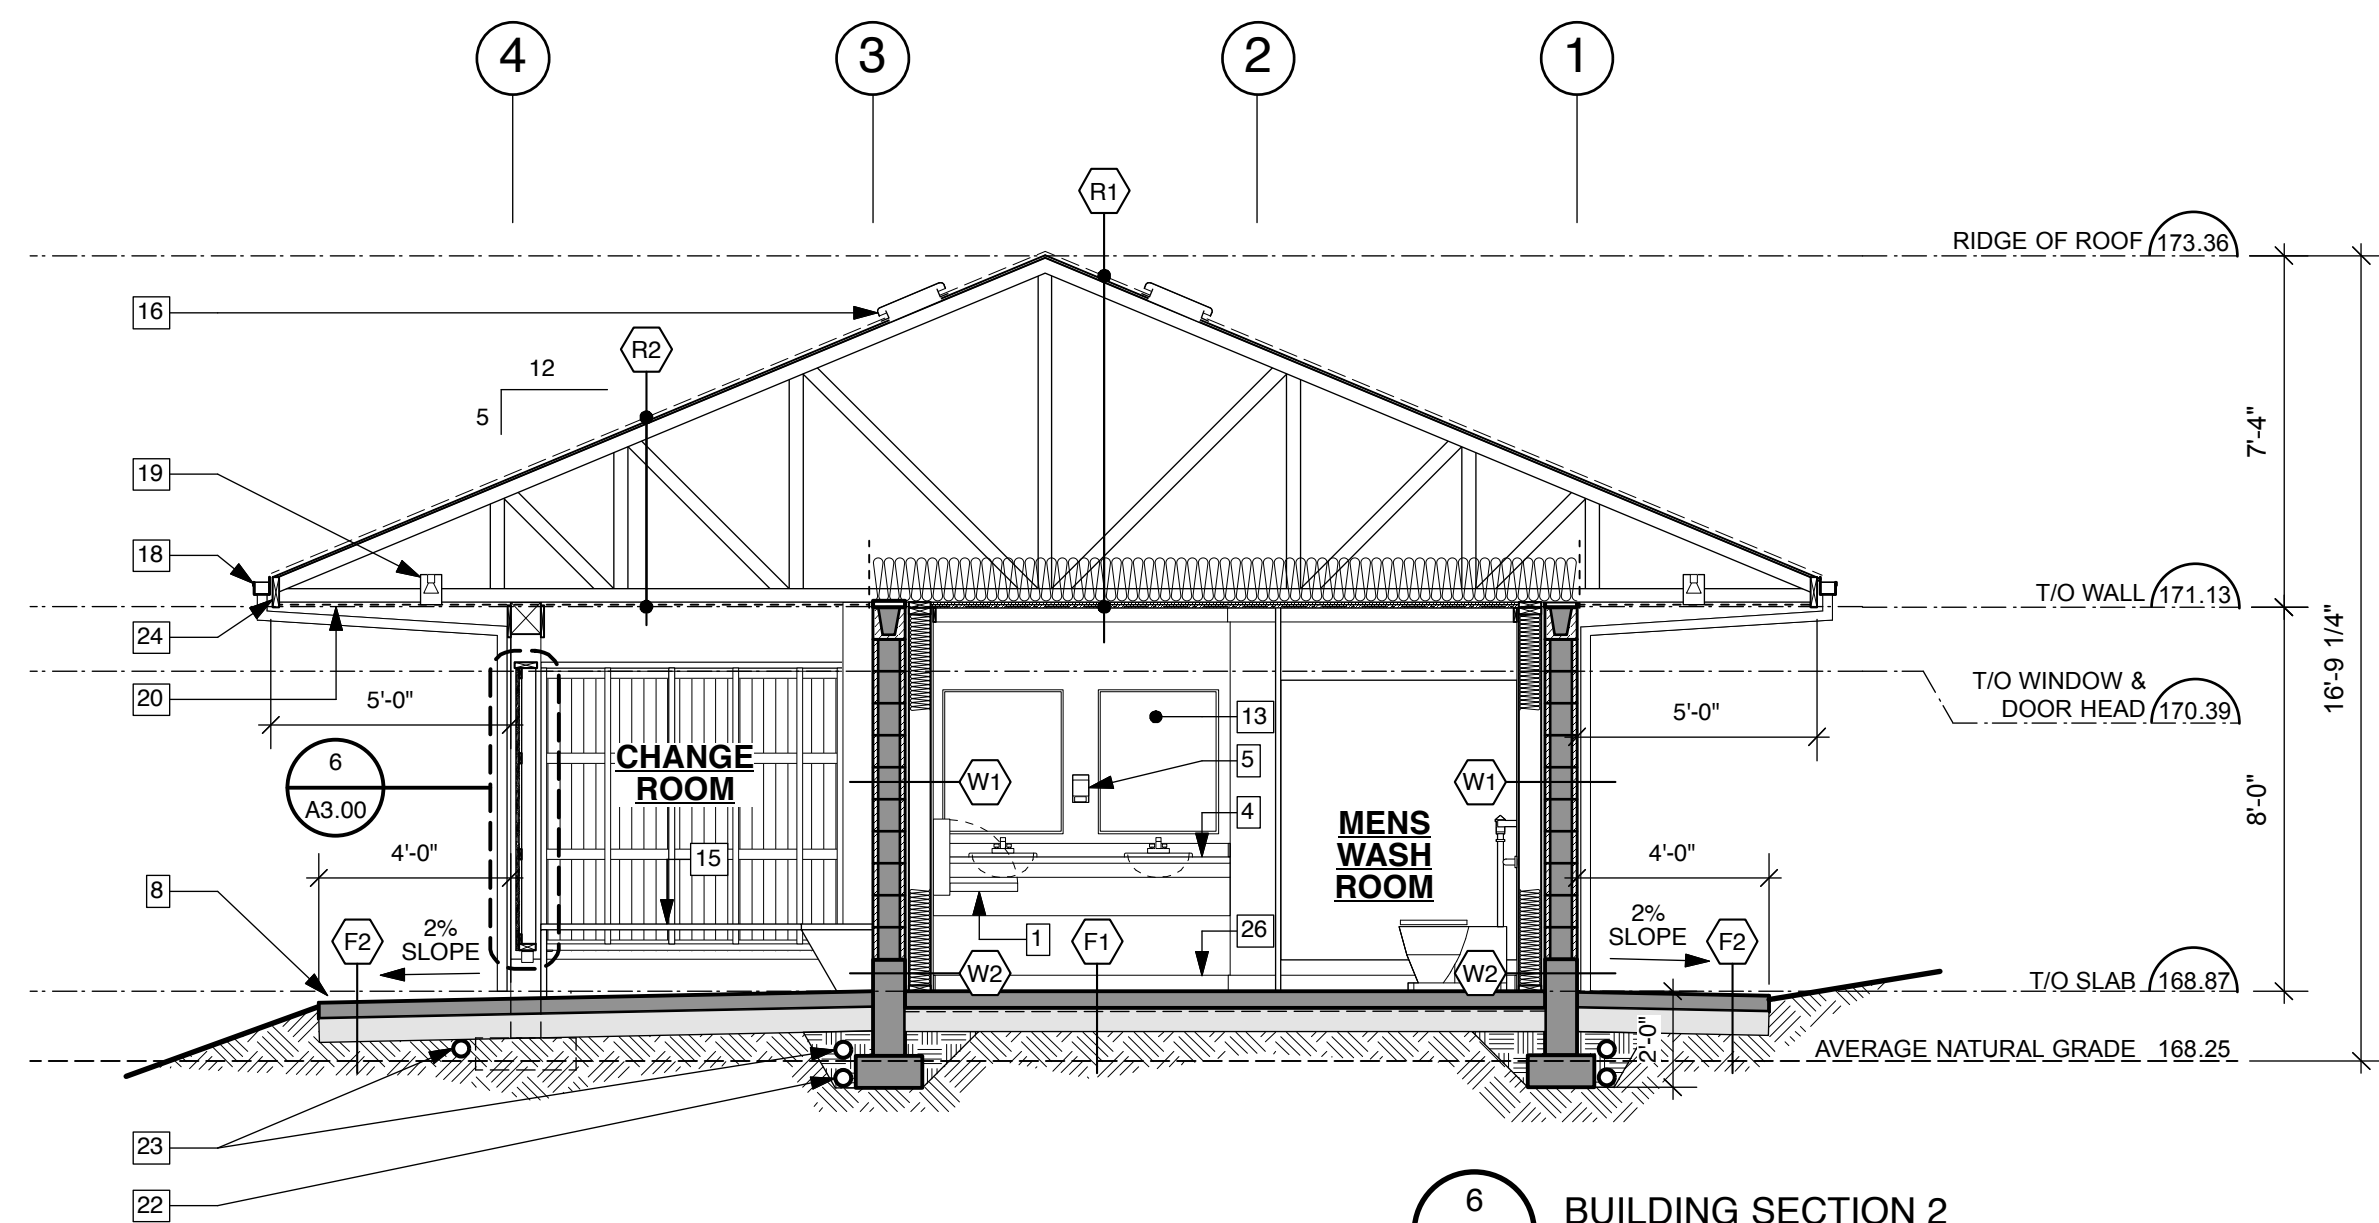 4 3 2 1
R1
RIDGE OF ROOF 173.36
16
R2
12
5
7'-4"
19
18
T/O WALL 171.13
24
16'-9 1/4"
20
5'-0"
T/O WINDOW &
DOOR HEAD 170.39
5'-0"
13
6
A3.00
CHANGE
ROOM
5
W1
W1
4
8'-0"
MENS
WASH
ROOM
4'-0"
15
4'-0"
8
F2
2%
SLOPE
1
F1
26
2%
SLOPE
F2
W2
W2
T/O SLAB 168.87
2'-0"
AVERAGE NATURAL GRADE 168.25
23
22
6
BUILDING SECTION 2